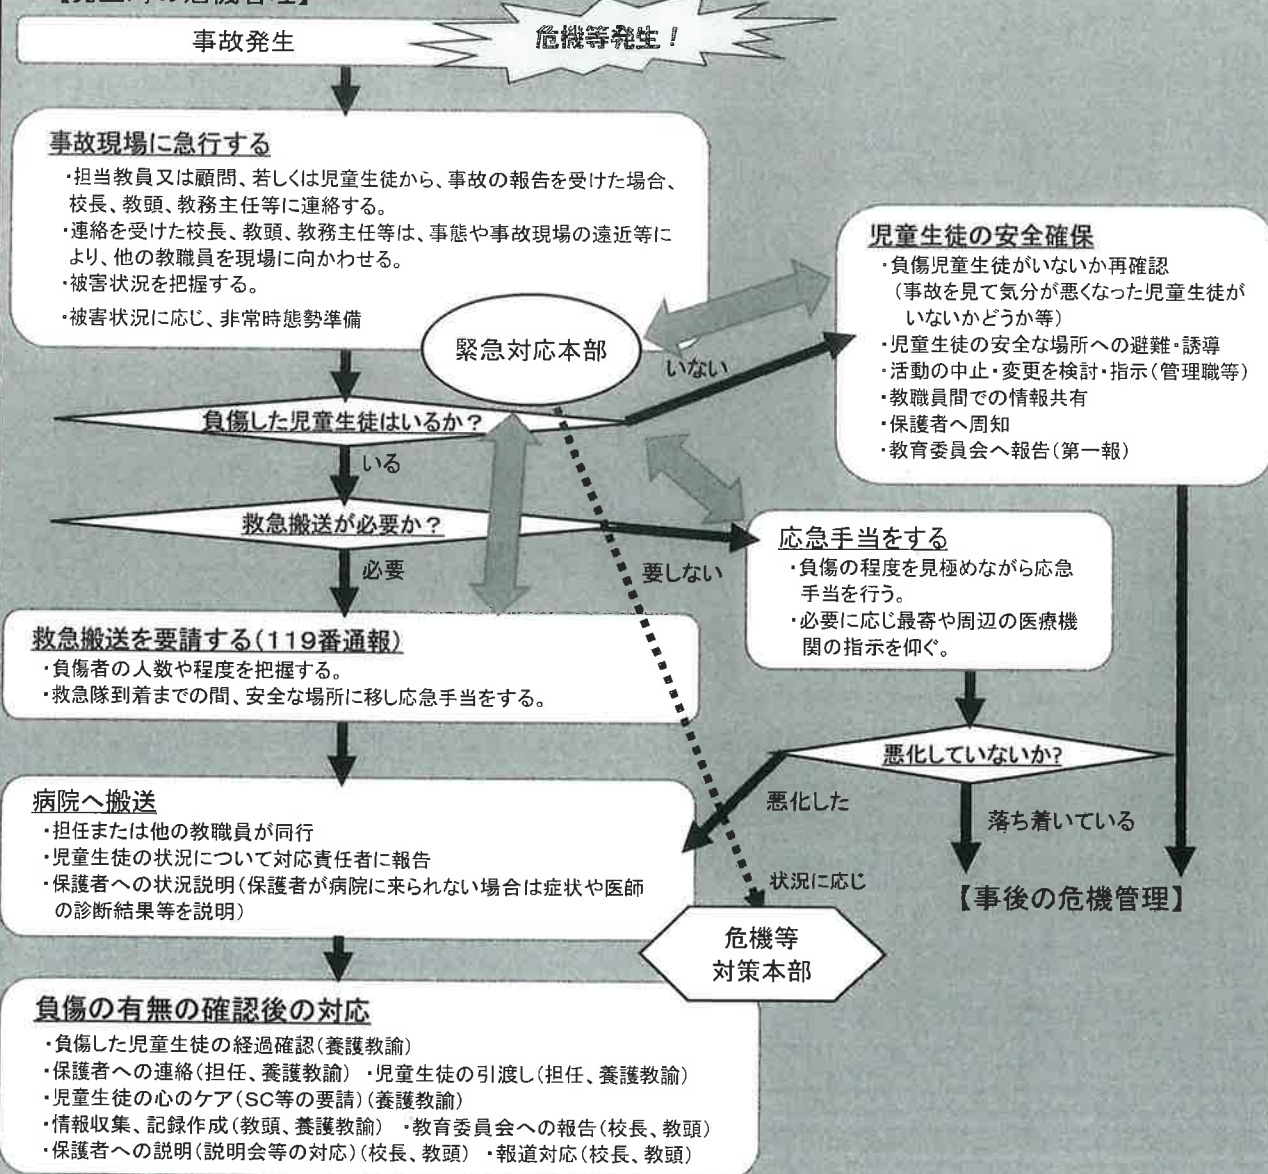 【発生時の危機管理】
事故発生
危機等発生！
事故現場に急行する
・担当教員又は顧問、若しくは児童生徒から、事故の報告を受けた場合、
校長、教頭、教務主任等に連絡する。
・連絡を受けた校長、教頭、教務主任等は、事態や事故現場の遠近等に
より、他の教職員を現場に向かわせる。
・被害状況を把握する。
・被害状況に応じ、非常時態勢準備
緊急対応本部
児童生徒の安全確保
・負傷児童生徒がいないか再確認
（事故を見て気分が悪くなった児童生徒が
いないかどうか等）
・児童生徒の安全な場所への避難・誘導
・活動の中止・変更を検討・指示（管理職等）
・教職員間での情報共有
・保護者へ周知
・教育委員会へ報告（第一報）
いない
負傷した児童生徒はいるか？
いる
救急搬送が必要か？
必要
要しない
応急手当をする
・負傷の程度を見極めながら応急
手当を行う。
・必要に応じ最寄や周辺の医療機
関の指示を仰ぐ。
救急搬送を要請する（119番通報）
・負傷者の人数や程度を把握する。
・救急隊到着までの間、安全な場所に移し応急手当をする。
悪化していないか?
悪化した
落ち着いている
病院へ搬送
・担任または他の教職員が同行
・児童生徒の状況について対応責任者に報告
・保護者への状況説明（保護者が病院に来られない場合は症状や医師
の診断結果等を説明）
状況に応じ
【事後の危機管理】
危機等
対策本部
負傷の有無の確認後の対応
・負傷した児童生徒の経過確認（養護教諭）
・保護者への連絡（担任、養護教諭） ・児童生徒の引渡し（担任、養護教諭）
・児童生徒の心のケア（SC等の要請）（養護教諭）
・情報収集、記録作成（教頭、養護教諭） ・教育委員会への報告（校長、教頭）
・保護者への説明（説明会等の対応）（校長、教頭） ・報道対応（校長、教頭）